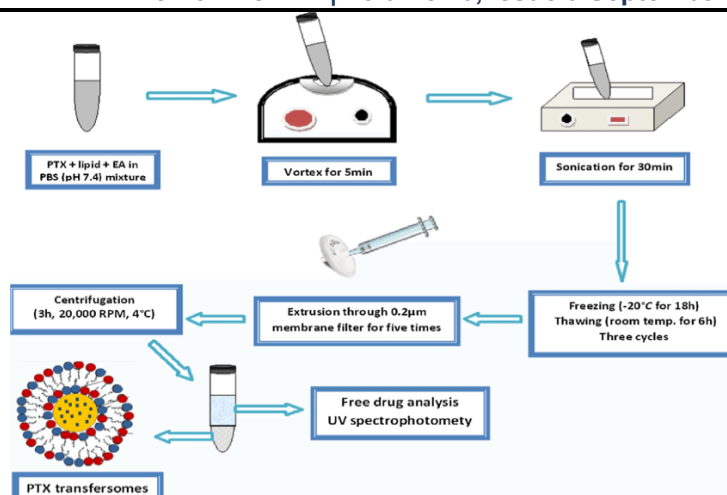 PTX + lipid + EA in
PBS (pH 7.4) mixture
Vortex for 5min
Sonication for 30min
Freezing (-20°C for 18h)
Thawing (room temp. for 6h)
Three cycles
Extrusion through 0.2µm
membrane filter for five times
Centrifugation
(3h, 20,000 RPM, 4°C)
Free drug analysis
UV spectrophotomety
PTX transfersomes